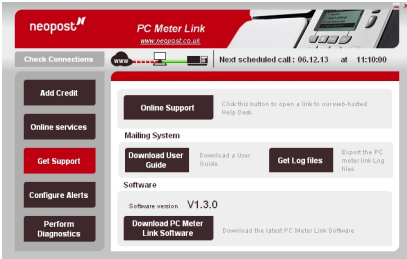 neopost
PC Meter Link
www.neopost.co.uk
Check Connections
WWW
Next scheduled call : 06.12.13 at 11:10:00
Add Credit
Online services
Get Support
Configure Alerts
Perform
Diagnostics
Online Support
Click this button to open a link to our web-hosted
Help Desk
Mailing System
Download User
Guide
Download a User
Guide
Get Log files
Export the PC
meter link Log
files
Software
Software version V1.3.0
Download PC Meter
Link Software
Download the latest PC Meter Link Software